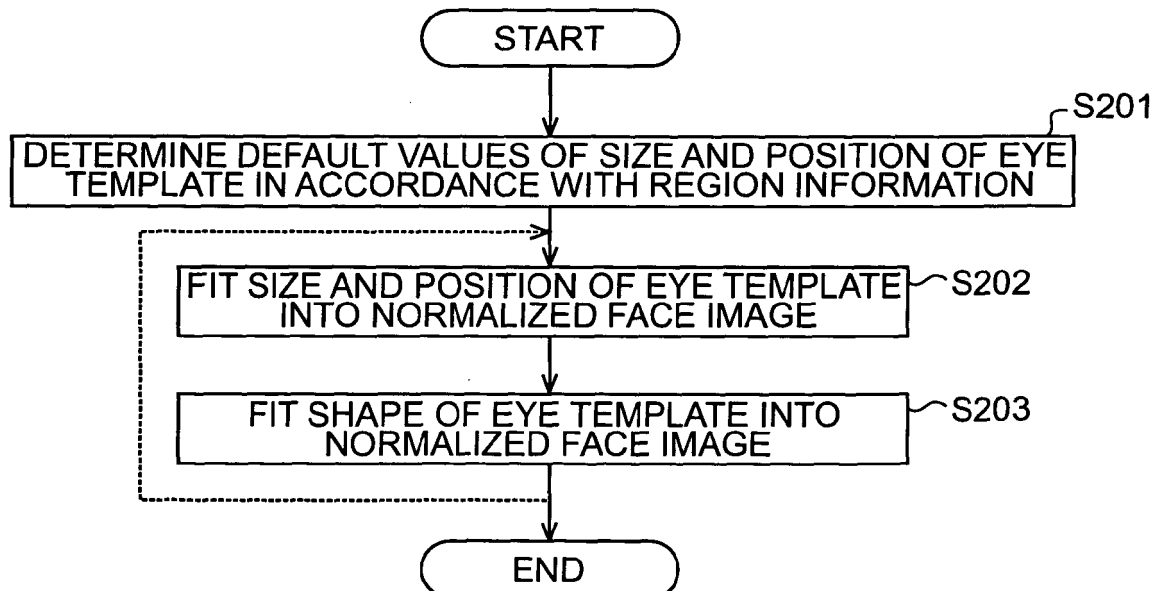 START
S201
DETERMINE DEFAULT VALUES OF SIZE AND POSITION OF EYE
TEMPLATE IN ACCORDANCE WITH REGION INFORMATION
FIT SIZE AND POSITION OF EYE TEMPLATE
INTO NORMALIZED FACE IMAGE
S202
FIT SHAPE OF EYE TEMPLATE INTO
NORMALIZED FACE IMAGE
S203
END